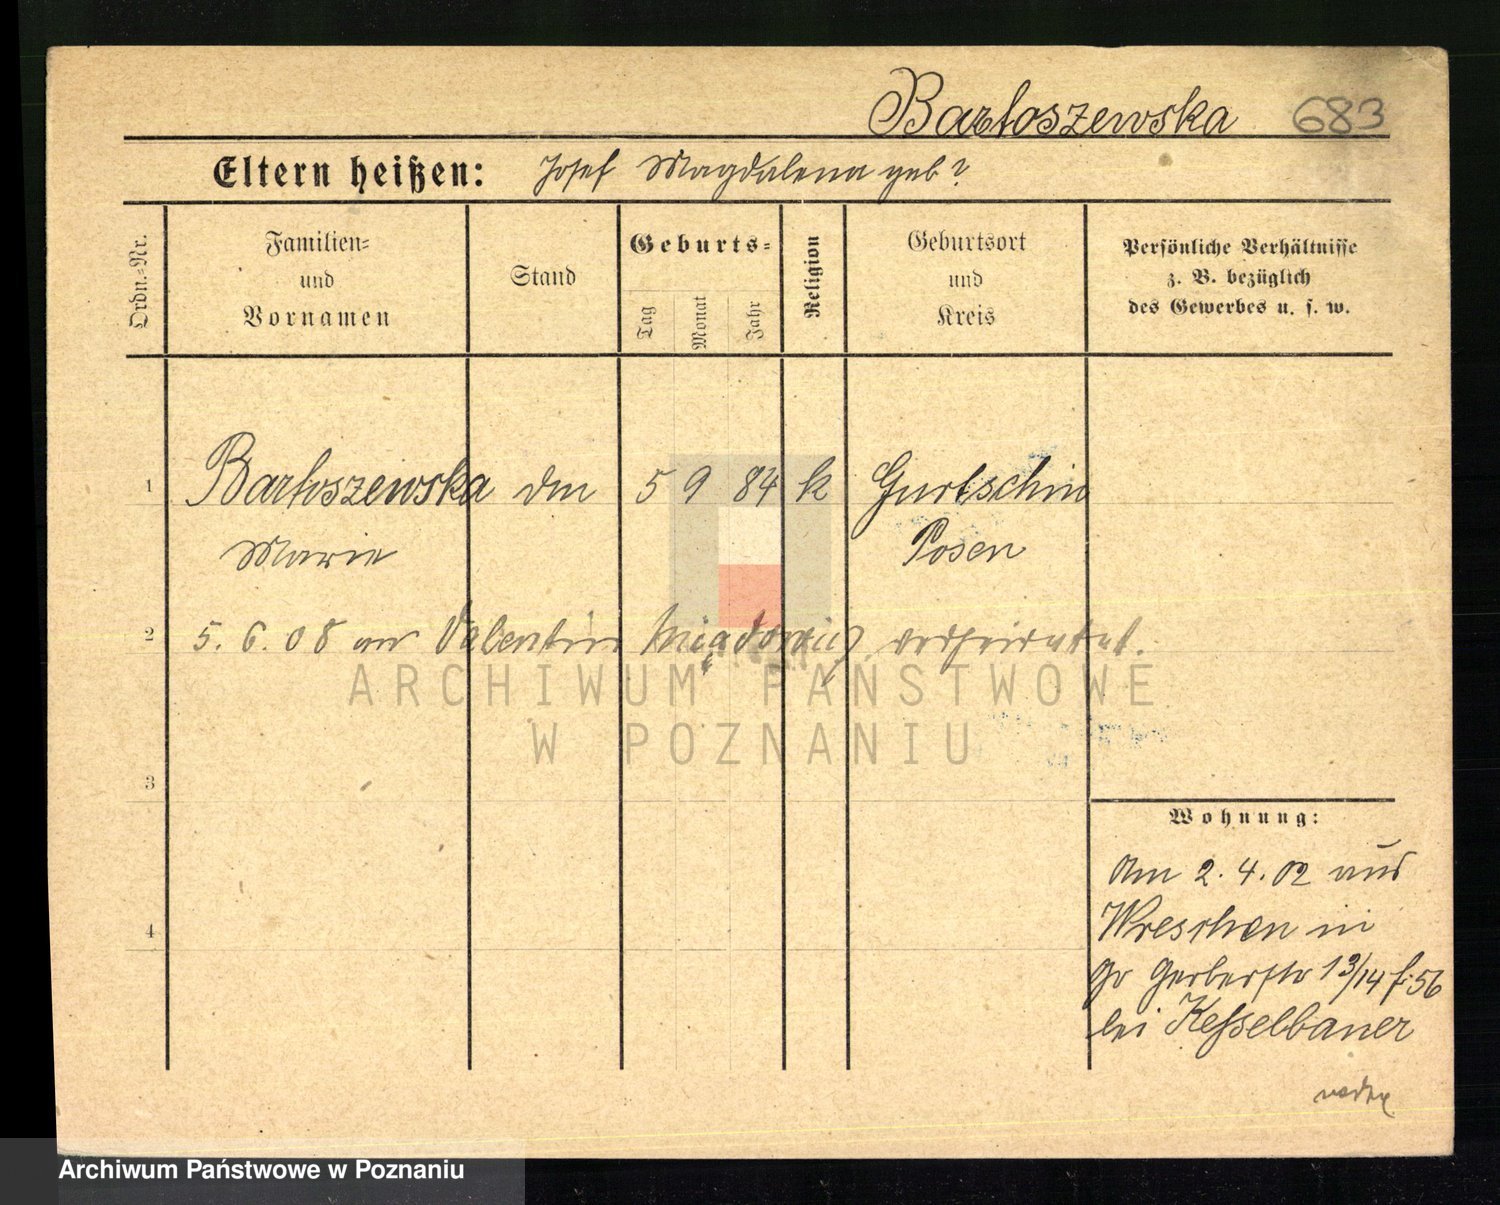 Bartoszewska 683
Eltern heißen: Josef Magdalena geb?
Ordn.=Nr.
Familien=
und
Vornamen
Stand
Geburts=
Tag
Monat
Jahr
Religion
Geburtsort
und
Kreis
Persönliche Verhältnisse
z. B. bezüglich
des Gewerbes u. s. w.
1 Bartoszewska 5 9 84 k Gurtschin
Marie Posen
2 5. 6. 08 an Valentin verheiratet.
ARCHIWUM PAŃSTWOWE
W POZNANIU
3
Wohnung:
Am 2. 4. 02 aus
4 Wreschen in
Gr Gerberstr 13/14 f. 56
bei Kesselbauer
Archiwum Państwowe w Poznaniu